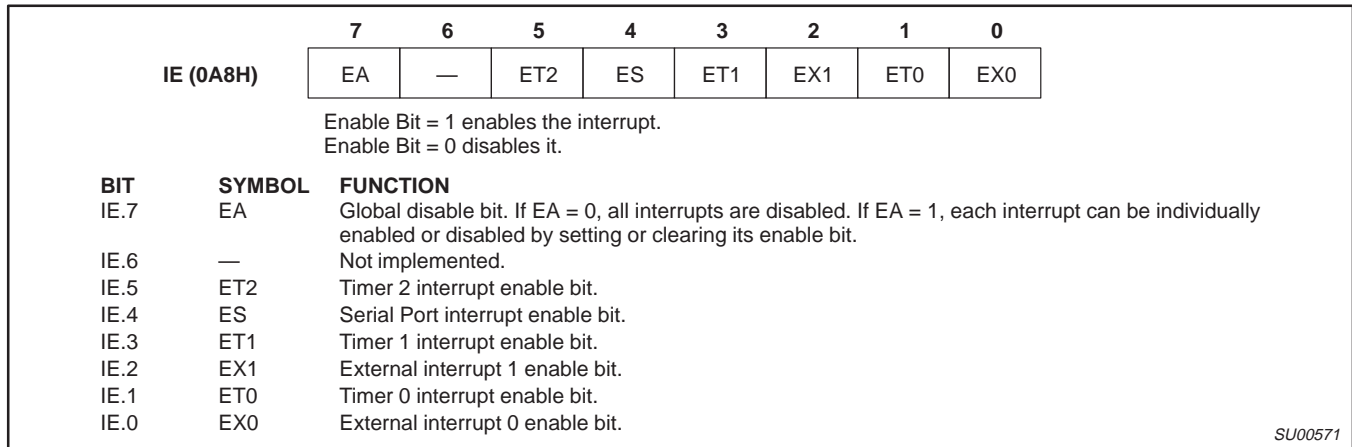 7 6 5 4 3 2 1 0
IE (0A8H) EA — ET2 ES ET1 EX1 ET0 EX0
Enable Bit = 1 enables the interrupt.
Enable Bit = 0 disables it.
BIT SYMBOL FUNCTION
IE.7 EA Global disable bit. If EA = 0, all interrupts are disabled. If EA = 1, each interrupt can be individually
enabled or disabled by setting or clearing its enable bit.
IE.6 — Not implemented.
IE.5 ET2 Timer 2 interrupt enable bit.
IE.4 ES Serial Port interrupt enable bit.
IE.3 ET1 Timer 1 interrupt enable bit.
IE.2 EX1 External interrupt 1 enable bit.
IE.1 ET0 Timer 0 interrupt enable bit.
IE.0 EX0 External interrupt 0 enable bit.
SU00571